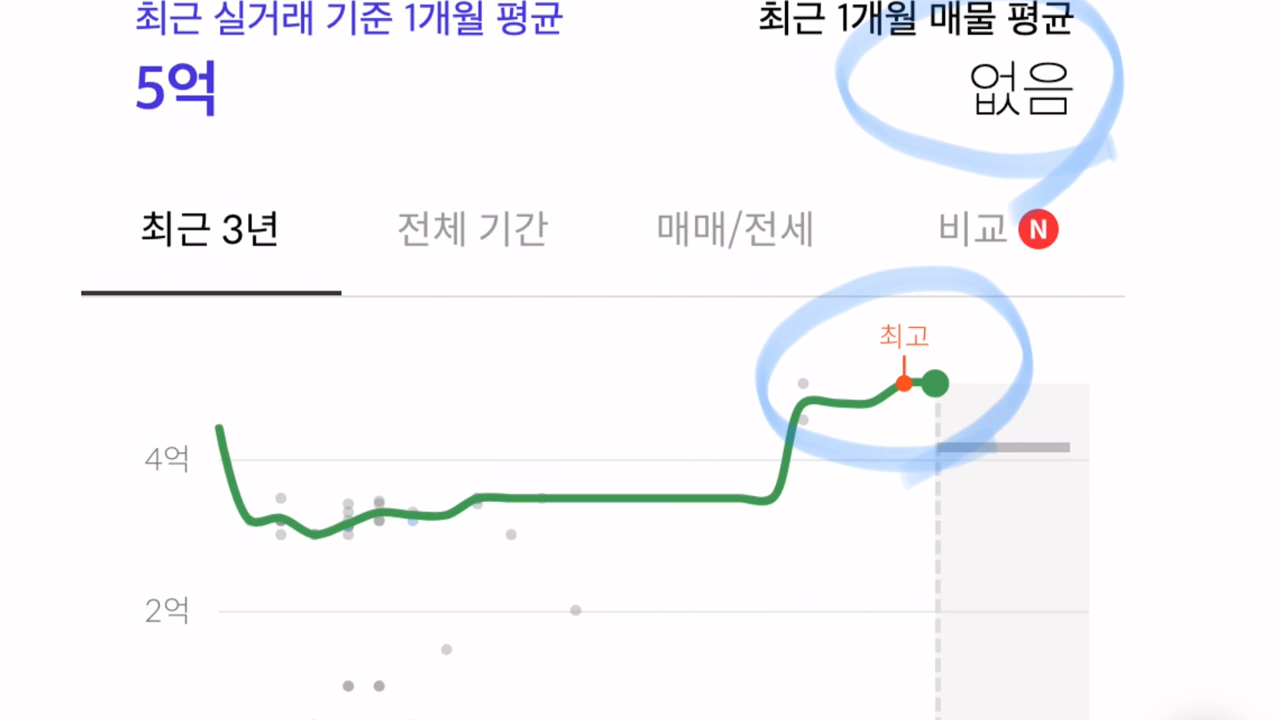 최근 실거래 기준 1개월 평균
최근 1개월 매물 평균
5억
없음
최근 3년
전체 기간
매매/전세
비교 N
최고
4억
2억